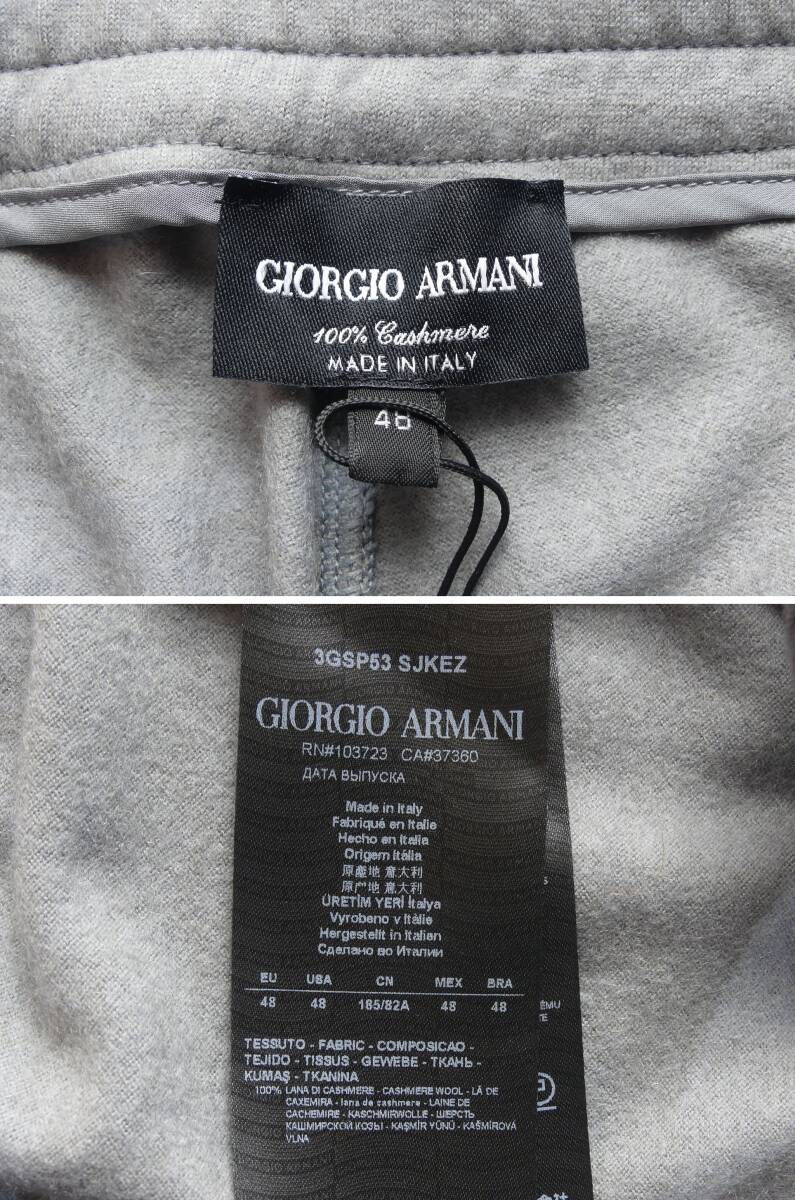 GIORGIO ARMANI
100% Cashmere
MADE IN ITALY
48
3GSP53 SJKEZ
GIORGIO ARMANI
RN#103723 CA#37360
ДАТА ВЫПУСКА
Made in Italy
Fabriqué en Italie
Hecho en Italia
Origem Itália
原產地 意大利
原产地 意大利
ÜRETİM YERİ İtalya
Vyrobeno v Itálie
Hergestellt in Italien
Сделано во Италии
EU USA CN MEX BRA
48 48 185/82A 48 48
TESSUTO - FABRIC - COMPOSICAO -
TEJIDO - TISSUS - GEWEBE - ТКАНЬ -
KUMAŞ - TKANINA
100% LANA DI CASHMERE - CASHMERE WOOL - LÃ DE
CAXEMIRA - lana de cashmere - LAINE DE
CACHEMIRE - KASCHMIRWOLLE - ШЕРСТЬ
КАШМИРСКОЙ КОЗЫ - KAŞMİR YÜNÜ - KAŠMÍROVÁ
VLNA